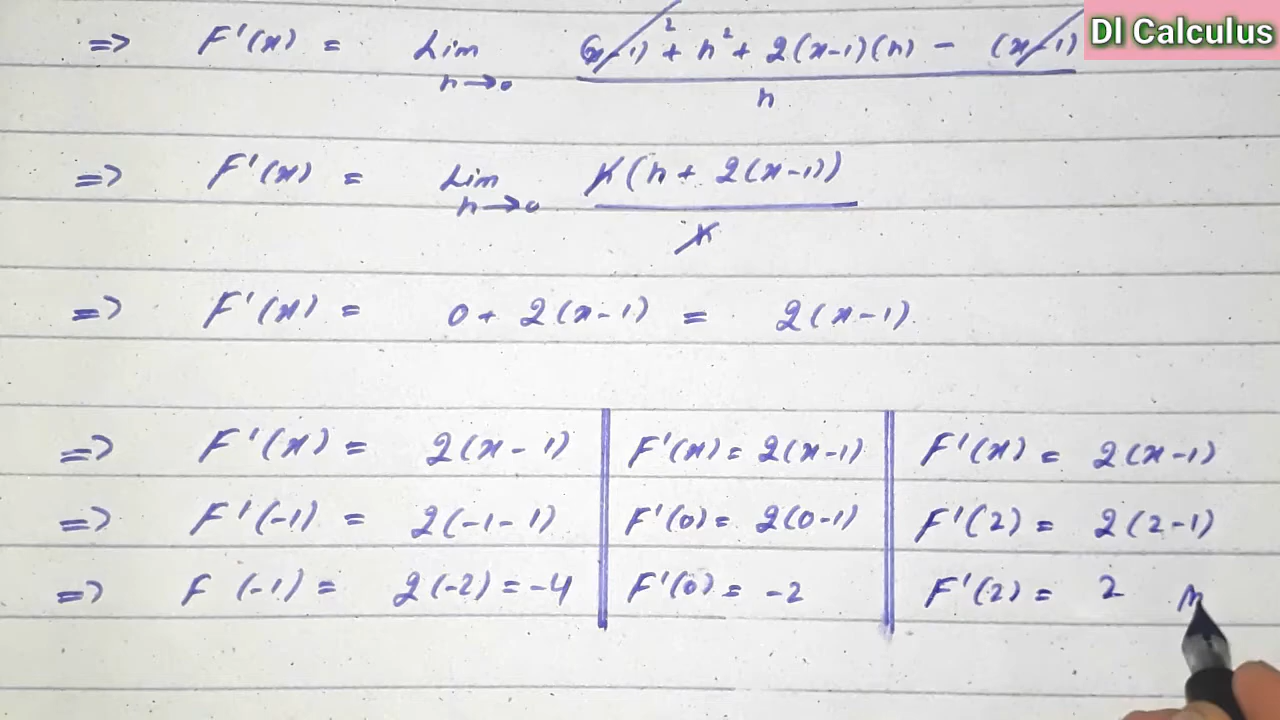 DI Calculus
=> F'(x) = Lim h→0 (x-1)² + h² + 2(x-1)(h) - (x-1) / h
=> F'(x) = Lim h→0 h(h + 2(x-1)) / h
=> F'(x) = 0 + 2(x-1) = 2(x-1)
=> F'(x) = 2(x-1) | F'(x) = 2(x-1) | F'(x) = 2(x-1)
=> F'(-1) = 2(-1-1) | F'(0) = 2(0-1) | F'(2) = 2(2-1)
=> F (-1) = 2(-2) = -4 | F'(0) = -2 | F'(2) = 2